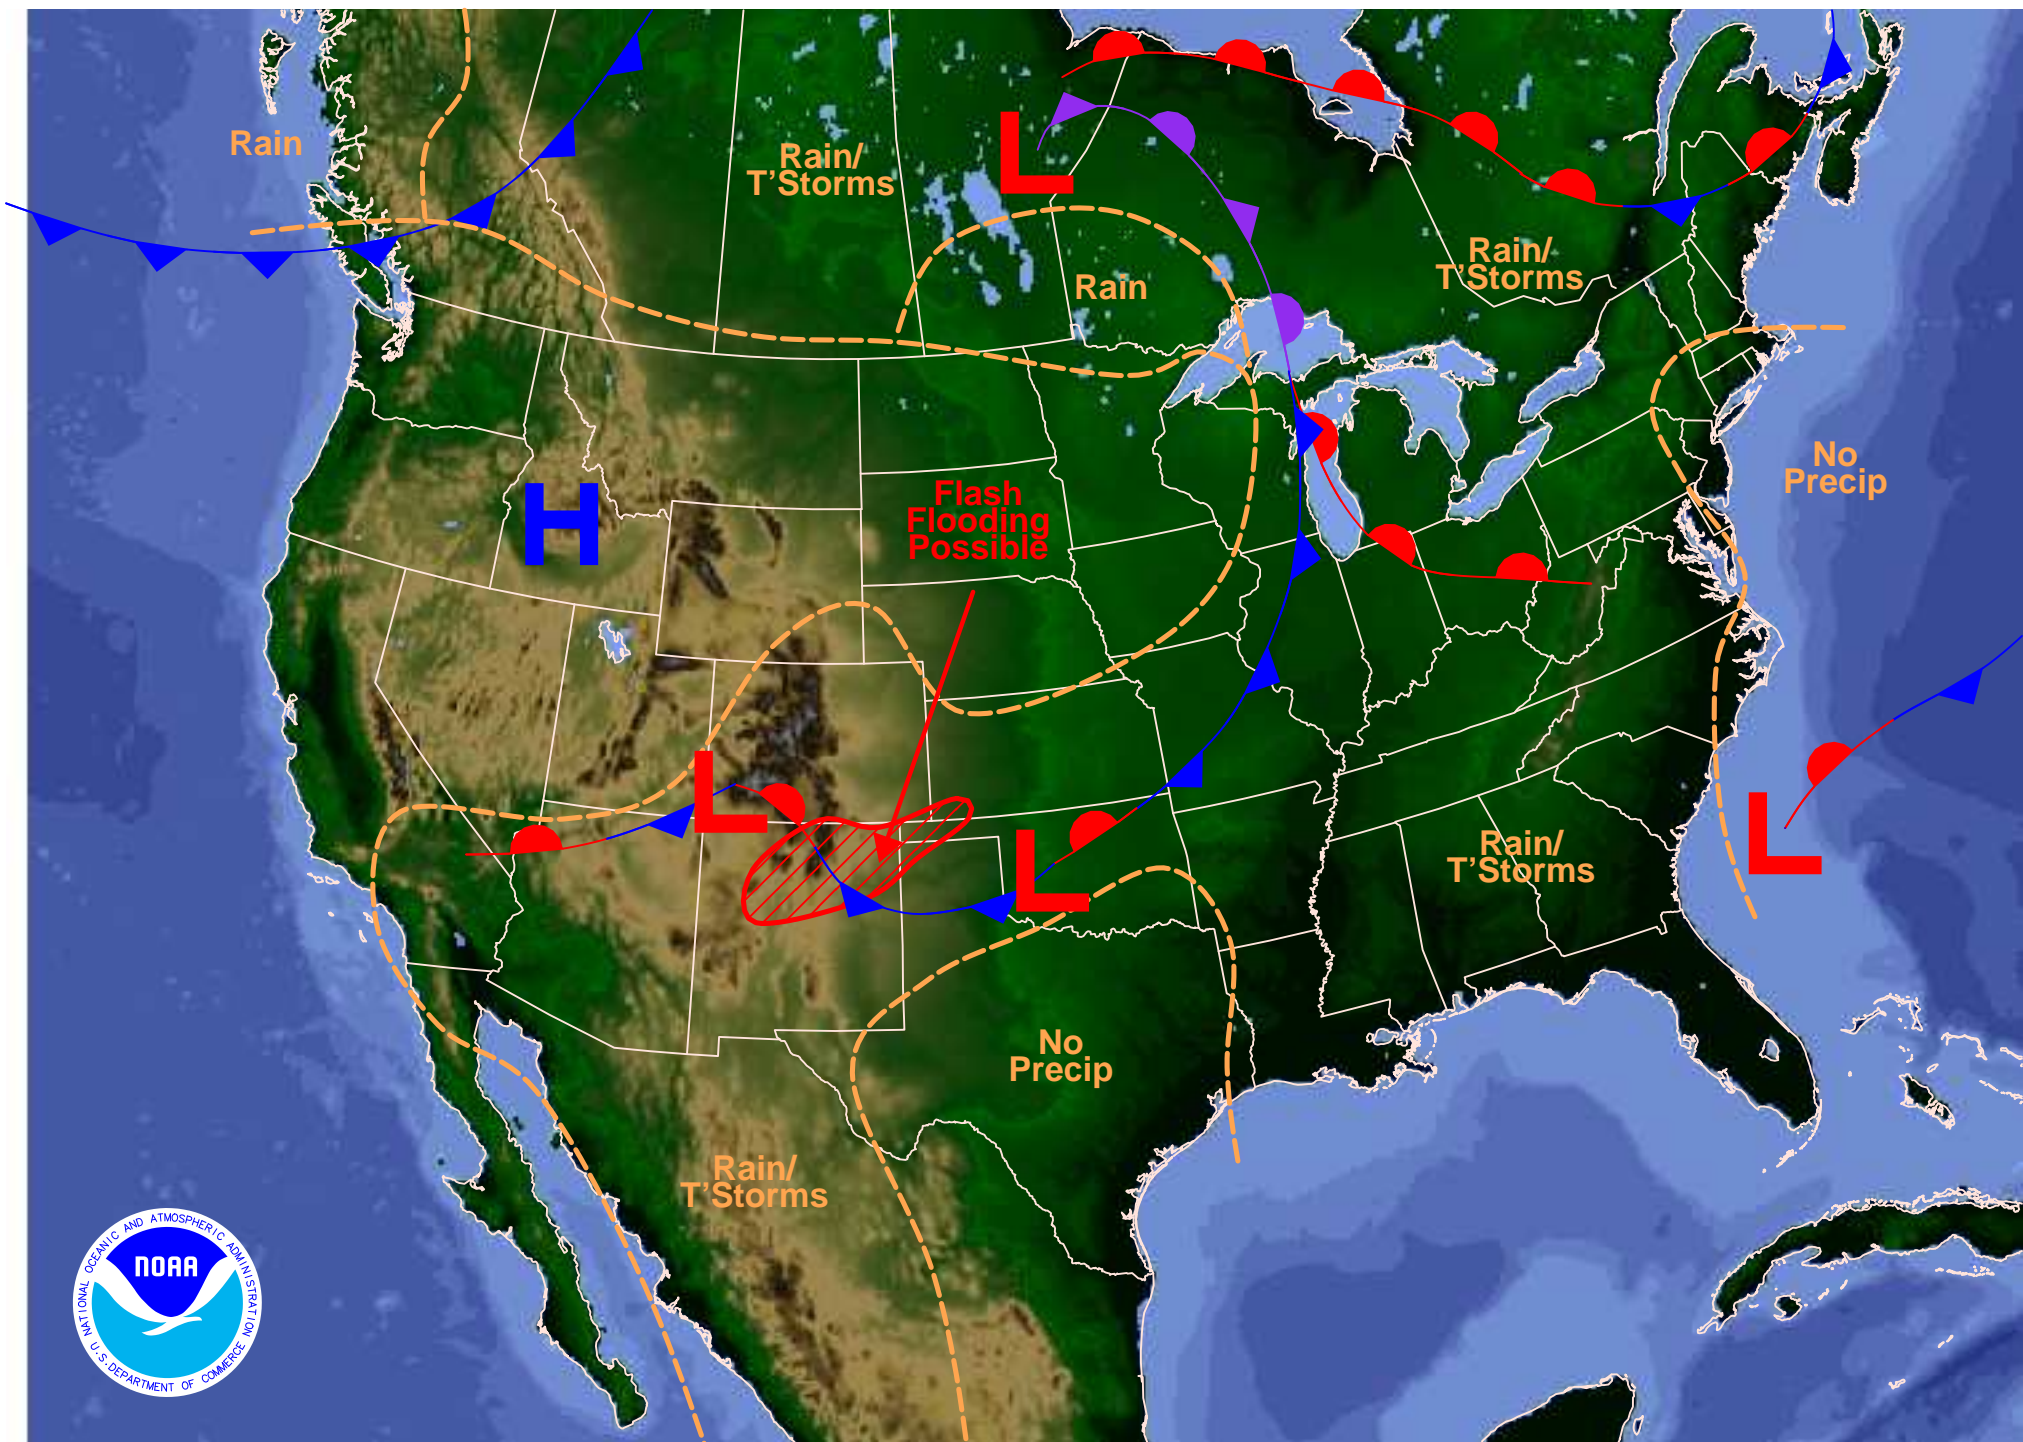 Rain
Rain/
T'Storms
Rain
Rain/
T'Storms
No
Precip
Flash
Flooding
Possible
H
L
L
L
L
Rain/
T'Storms
No
Precip
Rain/
T'Storms
NATIONAL OCEANIC AND ATMOSPHERIC ADMINISTRATION
NOAA
U.S. DEPARTMENT OF COMMERCE